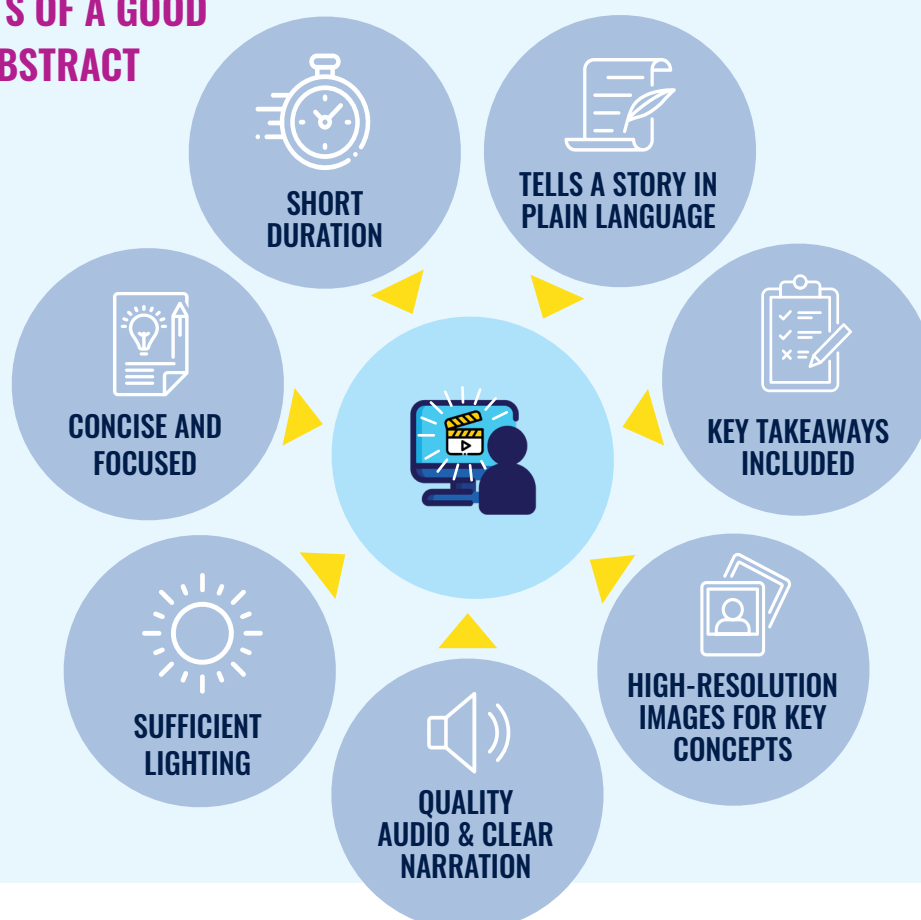 'S OF A GOOD
BSTRACT
SHORT
DURATION
TELLS A STORY IN
PLAIN LANGUAGE
CONCISE AND
FOCUSED
KEY TAKEAWAYS
INCLUDED
SUFFICIENT
LIGHTING
HIGH-RESOLUTION
IMAGES FOR KEY
CONCEPTS
QUALITY
AUDIO & CLEAR
NARRATION